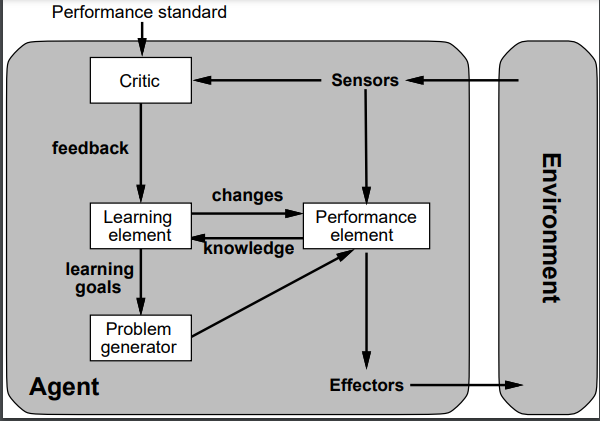 Performance standard
Critic
Sensors
feedback
changes
Learning
element
Performance
element
knowledge
learning
goals
Problem
generator
Agent
Effectors
Environment